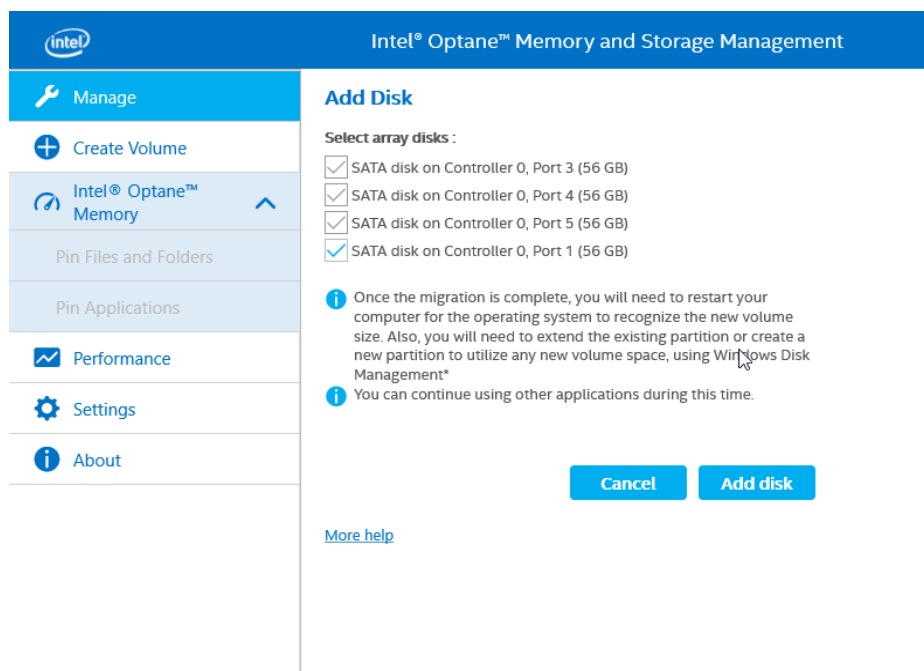 intel
Intel® Optane™ Memory and Storage Management
Manage
Create Volume
Intel® Optane™
Memory
Pin Files and Folders
Pin Applications
Performance
Settings
About
Add Disk
Select array disks :
SATA disk on Controller 0, Port 3 (56 GB)
SATA disk on Controller 0, Port 4 (56 GB)
SATA disk on Controller 0, Port 5 (56 GB)
SATA disk on Controller 0, Port 1 (56 GB)
Once the migration is complete, you will need to restart your
computer for the operating system to recognize the new volume
size. Also, you will need to extend the existing partition or create a
new partition to utilize any new volume space, using Windows Disk
Management*
You can continue using other applications during this time.
Cancel
Add disk
More help